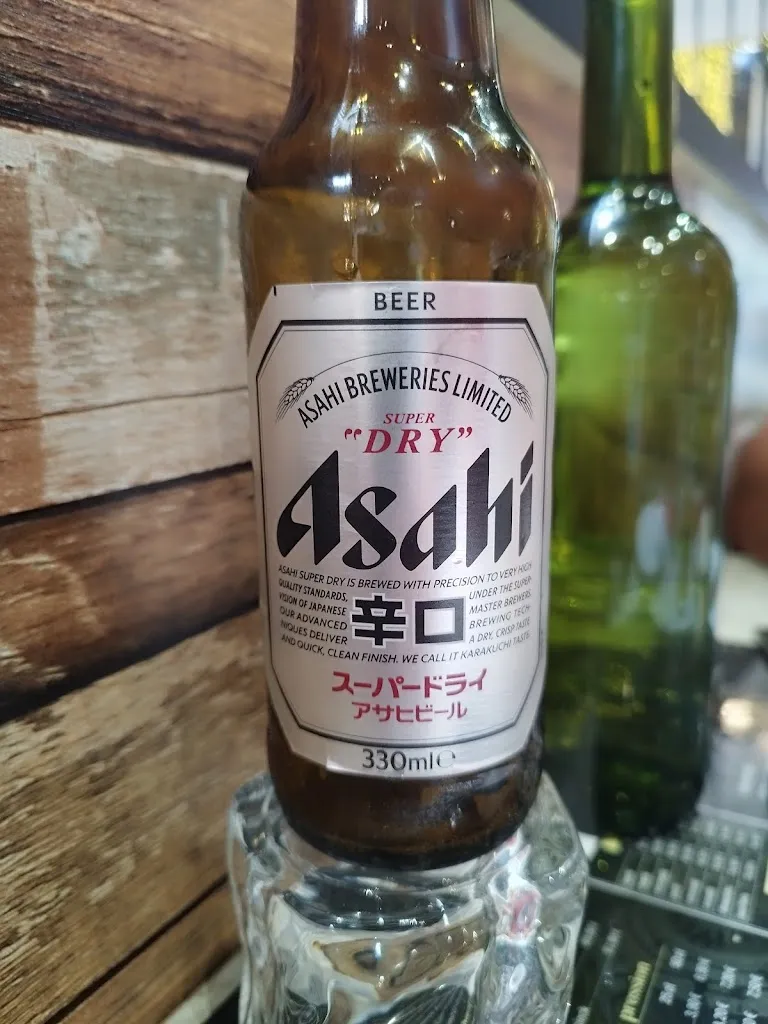 BEER
ASAHI BREWERIES LIMITED
SUPER
“DRY”
Asahi
ASAHI SUPER DRY IS BREWED WITH PRECISION TO VERY HIGH
QUALITY STANDARDS, UNDER THE SUPER-
VISION OF JAPANESE MASTER BREWERS.
OUR ADVANCED BREWING TECH-
NIQUES DELIVER A DRY, CRISP TASTE
AND QUICK, CLEAN FINISH. WE CALL IT KARAKUCHI TASTE.
辛口
スーパードライ
アサヒビール
330ml℮
pression